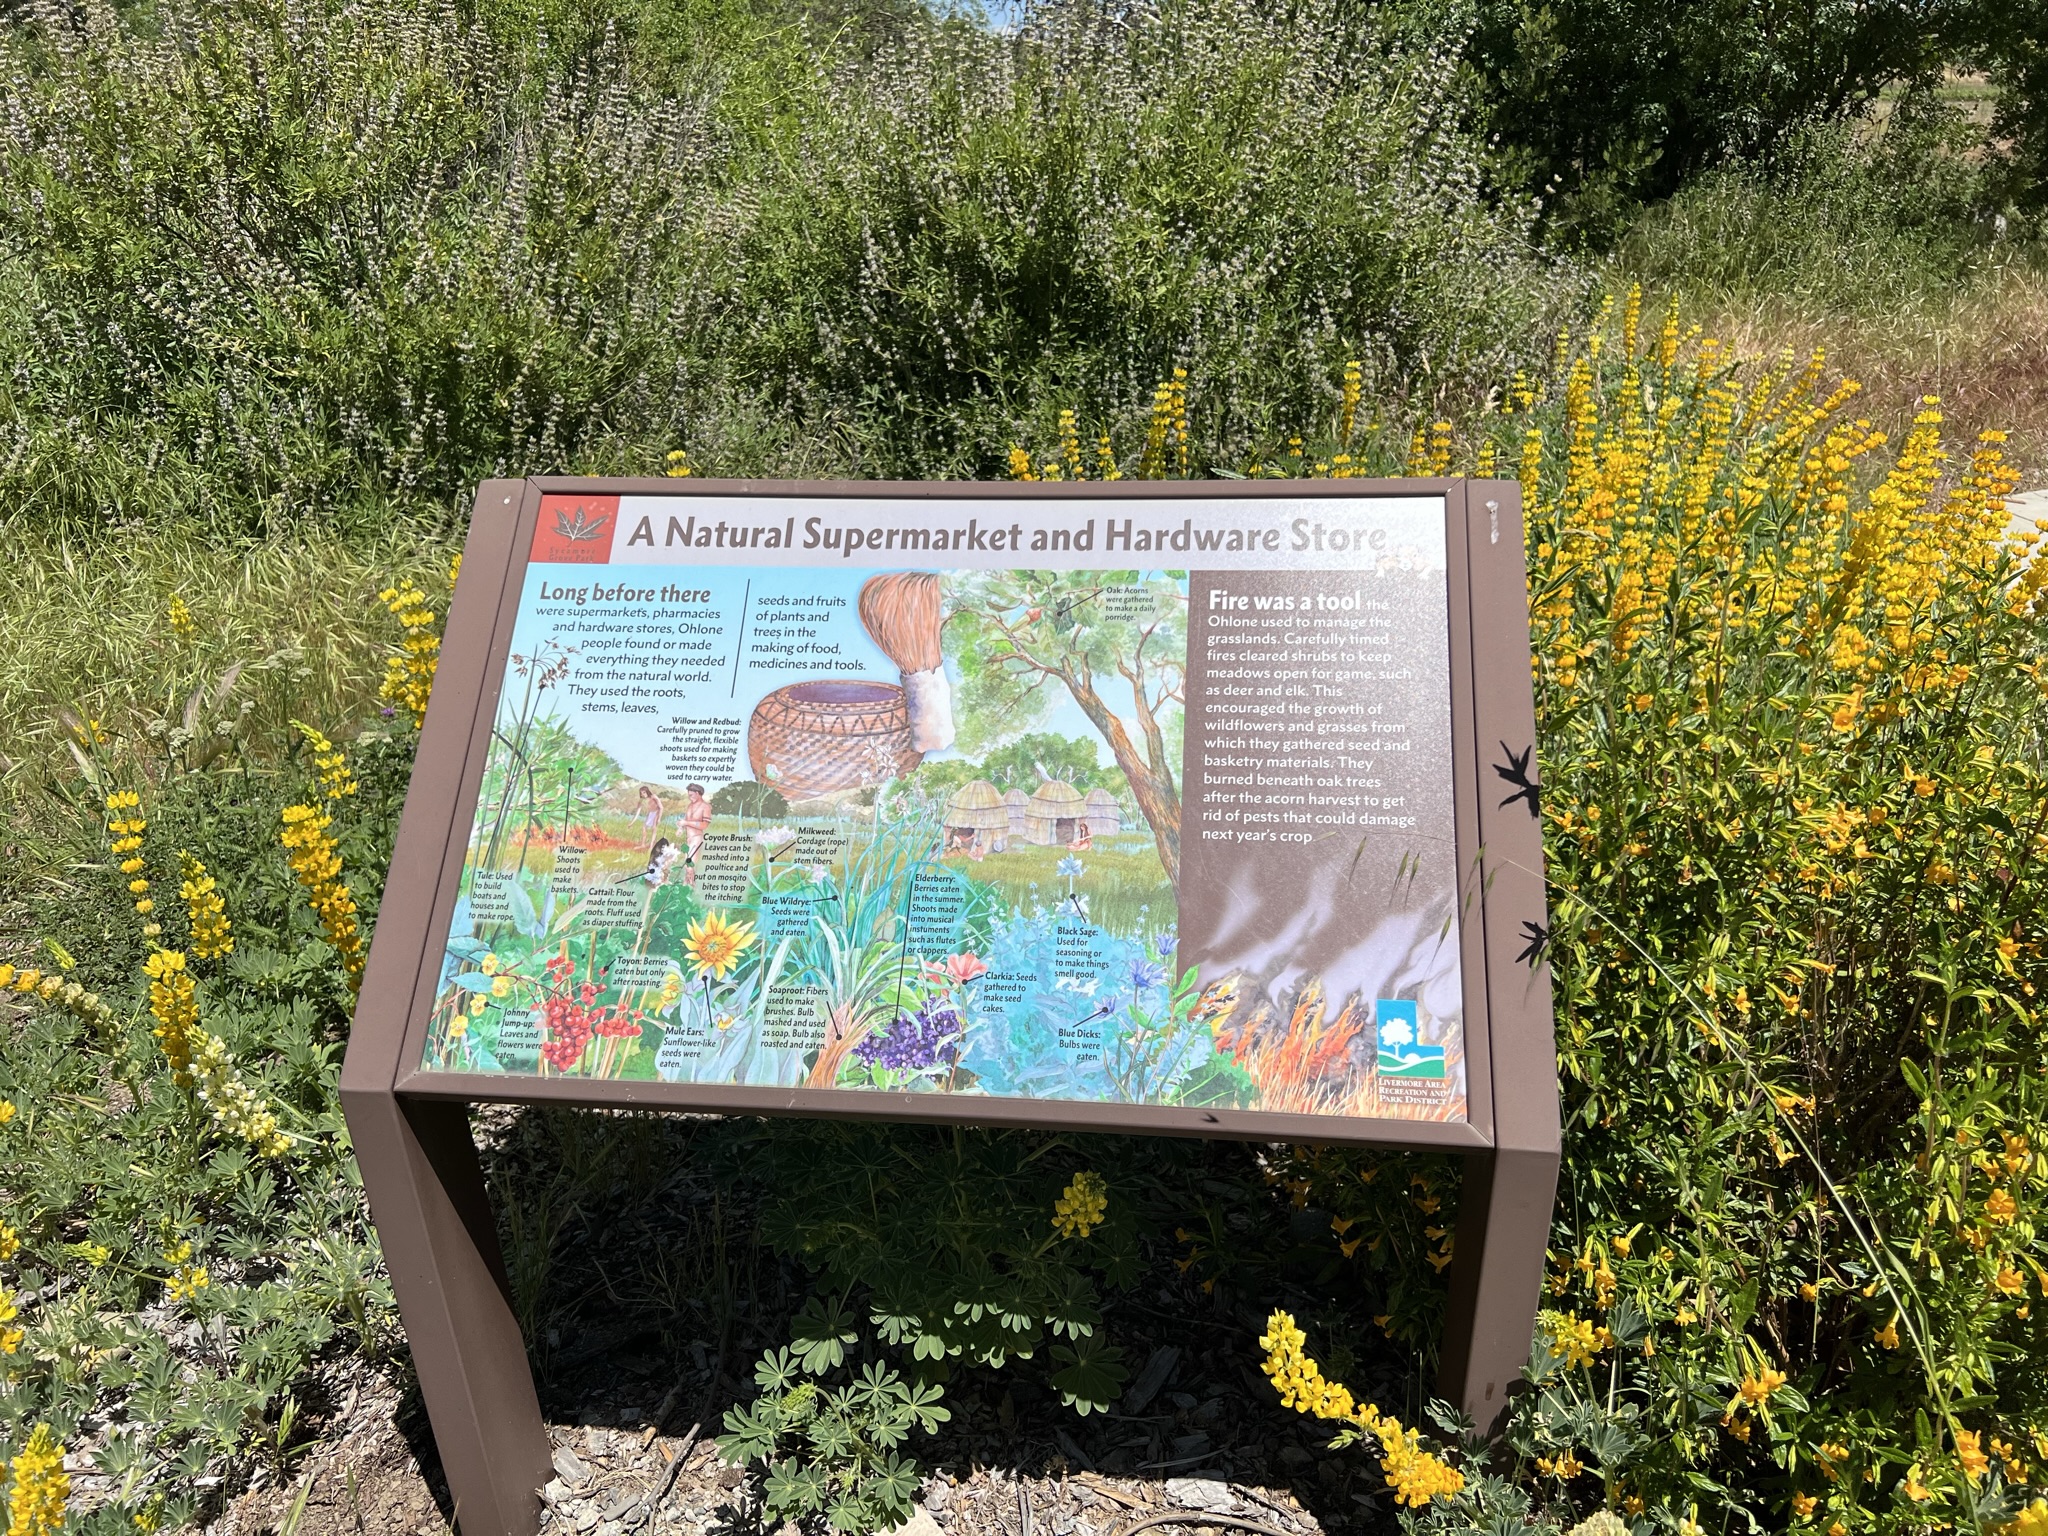 Sycamore
Grove Park
A Natural Supermarket and Hardware Store
Long before there
were supermarkets, pharmacies
and hardware stores, Ohlone
people found or made
everything they needed
from the natural world.
They used the roots,
stems, leaves,
seeds and fruits
of plants and
trees in the
making of food,
medicines and tools.
Willow and Redbud:
Carefully pruned to grow
the straight, flexible
shoots used for making
baskets so expertly
woven they could be
used to carry water.
Oak: Acorns
were gathered
to make a daily
porridge.
Tule: Used
to build
boats and
houses and
to make rope.
Willow:
Shoots
used to
make
baskets.
Cattail: Flour
made from the
roots. Fluff used
as diaper stuffing.
Coyote Brush:
Leaves can be
mashed into a
poultice and
put on mosqito
bites to stop
the itching.
Milkweed:
Cordage (rope)
made out of
stem fibers.
Blue Wildrye:
Seeds were
gathered
and eaten.
Elderberry:
Berries eaten
in the summer.
Shoots made
into musical
instuments
such as flutes
or clappers.
Black Sage:
Used for
seasoning or
to make things
smell good.
Toyon: Berries
eaten but only
after roasting.
Johnny
Jump-up:
Leaves and
flowers were
eaten.
Mule Ears:
Sunflower-like
seeds were
eaten.
Soaproot: Fibers
used to make
brushes. Bulb
mashed and used
as soap. Bulb also
roasted and eaten.
Clarkia: Seeds
gathered to
make seed
cakes.
Blue Dicks:
Bulbs were
eaten.
Fire was a tool the
Ohlone used to manage the
grasslands. Carefully timed
fires cleared shrubs to keep
meadows open for game, such
as deer and elk. This
encouraged the growth of
wildflowers and grasses from
which they gathered seed and
basketry materials. They
burned beneath oak trees
after the acorn harvest to get
rid of pests that could damage
next year's crop.
Livermore Area
Recreation and
Park District